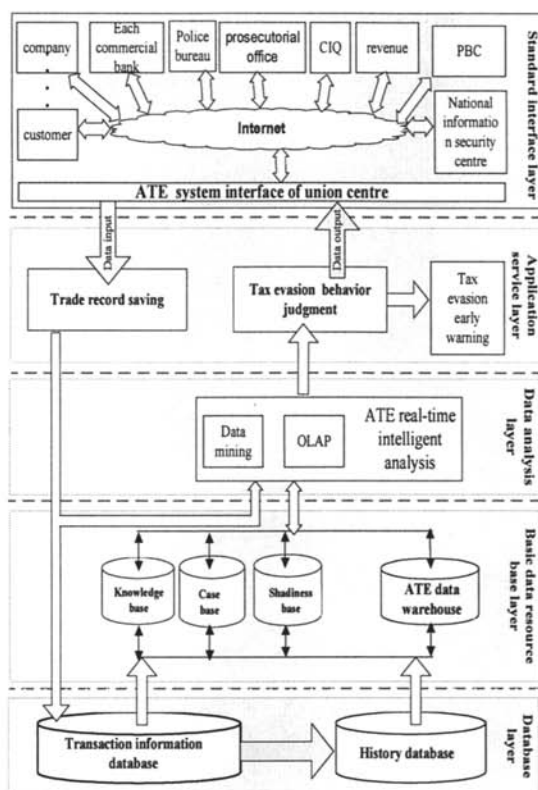 company
Each
commercial
bank
Police
bureau
prosecutorial
office
CIQ
revenue
PBC
customer
Internet
National
informatio
n security
centre
ATE system interface of union centre
Standard interface layer
Data input
Data output
Trade record saving
Tax evasion behavior
judgment
Tax
evasion
early
warning
Application
service layer
Data
mining
OLAP
ATE real-time
intelligent
analysis
Data analysis
layer
Knowledge
base
Case
base
Shadiness
base
ATE data
warehouse
Basic data resource
base layer
Transaction information
database
History database
Database
layer